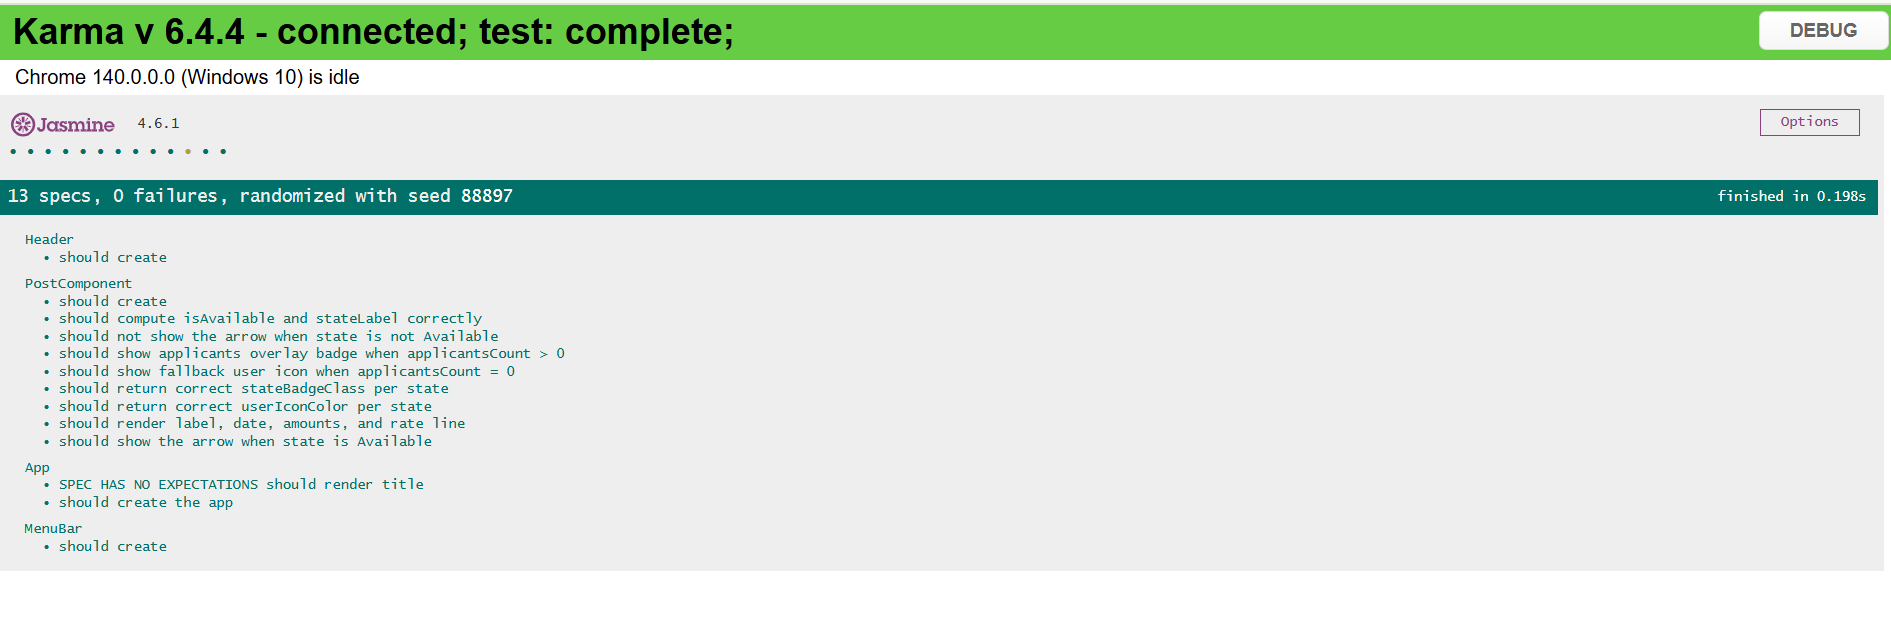 Karma v 6.4.4 - connected; test: complete;
DEBUG
Chrome 140.0.0.0 (Windows 10) is idle
Jasmine 4.6.1
Options
13 specs, 0 failures, randomized with seed 88897
finished in 0.198s
Header
• should create
PostComponent
• should create
• should compute isAvailable and stateLabel correctly
• should not show the arrow when state is not Available
• should show applicants overlay badge when applicantsCount > 0
• should show fallback user icon when applicantsCount = 0
• should return correct stateBadgeClass per state
• should return correct userIconColor per state
• should render label, date, amounts, and rate line
• should show the arrow when state is Available
App
• SPEC HAS NO EXPECTATIONS should render title
• should create the app
MenuBar
• should create